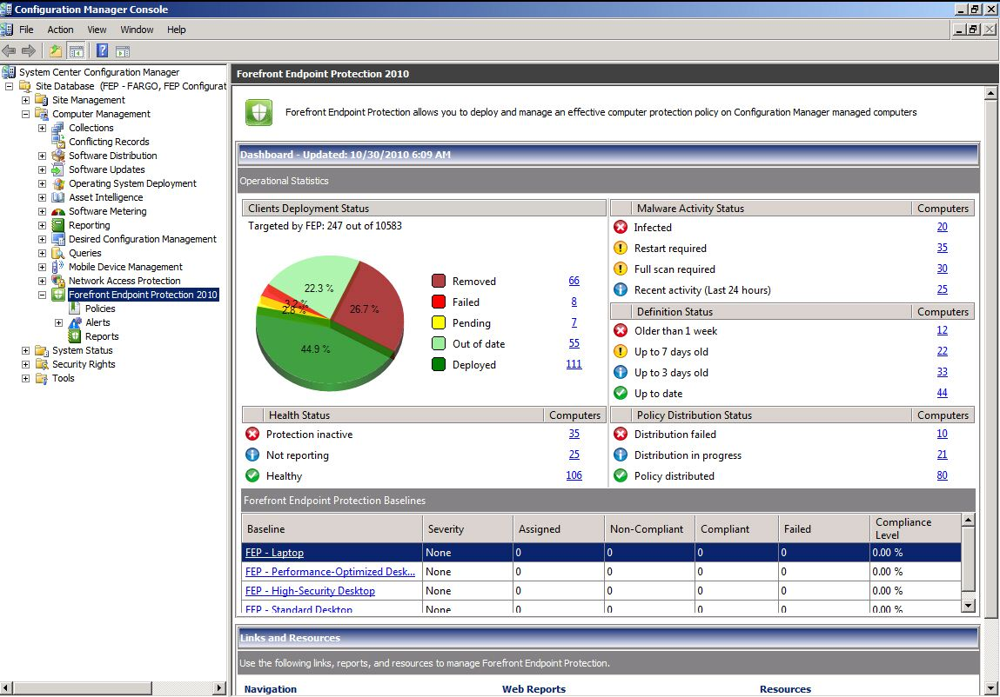 Configuration Manager Console
File Action View Window Help
System Center Configuration Manager
Site Database (FEP - FARGO, FEP Configurat
Site Management
Computer Management
Collections
Conflicting Records
Software Distribution
Software Updates
Operating System Deployment
Asset Intelligence
Software Metering
Reporting
Desired Configuration Management
Queries
Mobile Device Management
Network Access Protection
Forefront Endpoint Protection 2010
Policies
Alerts
Reports
System Status
Security Rights
Tools
Forefront Endpoint Protection 2010
Forefront Endpoint Protection allows you to deploy and manage an effective computer protection policy on Configuration Manager managed computers
Dashboard - Updated: 10/30/2010 6:09 AM
Operational Statistics
Clients Deployment Status
Targeted by FEP: 247 out of 10583
22.3 %
26.7 %
3.2 %
2.8 %
44.9 %
Removed 66
Failed 8
Pending 7
Out of date 55
Deployed 111
Malware Activity Status Computers
Infected 20
Restart required 35
Full scan required 30
Recent activity (Last 24 hours) 25
Definition Status Computers
Older than 1 week 12
Up to 7 days old 22
Up to 3 days old 33
Up to date 44
Health Status Computers
Protection inactive 35
Not reporting 25
Healthy 106
Policy Distribution Status Computers
Distribution failed 10
Distribution in progress 21
Policy distributed 80
Forefront Endpoint Protection Baselines
Baseline Severity Assigned Non-Compliant Compliant Failed Compliance
Level
FEP - Laptop None 0 0 0 0 0.00 %
FEP - Performance-Optimized Desk... None 0 0 0 0 0.00 %
FEP - High-Security Desktop None 0 0 0 0 0.00 %
FEP - Standard Desktop None 0 0 0 0 0.00 %
Links and Resources
Use the following links, reports, and resources to manage Forefront Endpoint Protection.
Navigation Web Reports Resources